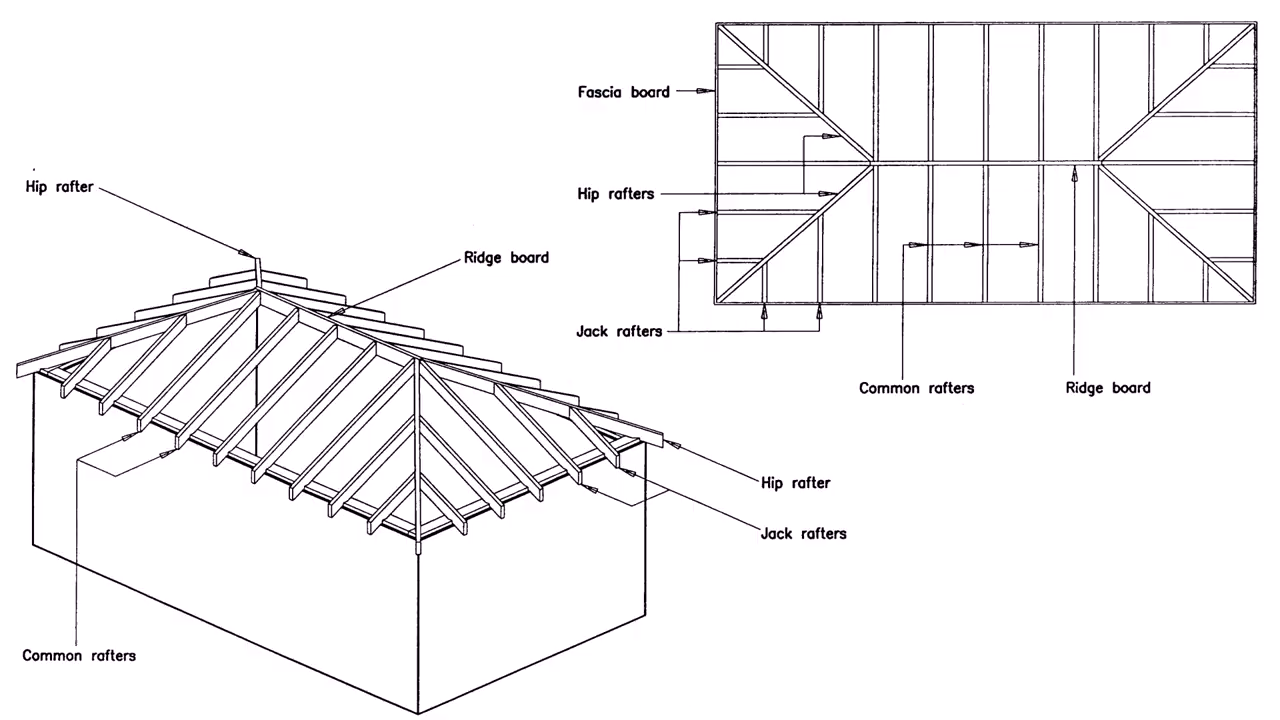 Fascia board
Hip rafter
Hip rafters
Ridge board
Jack rafters
Common rafters
Ridge board
Hip rafter
Jack rafters
Common rafters